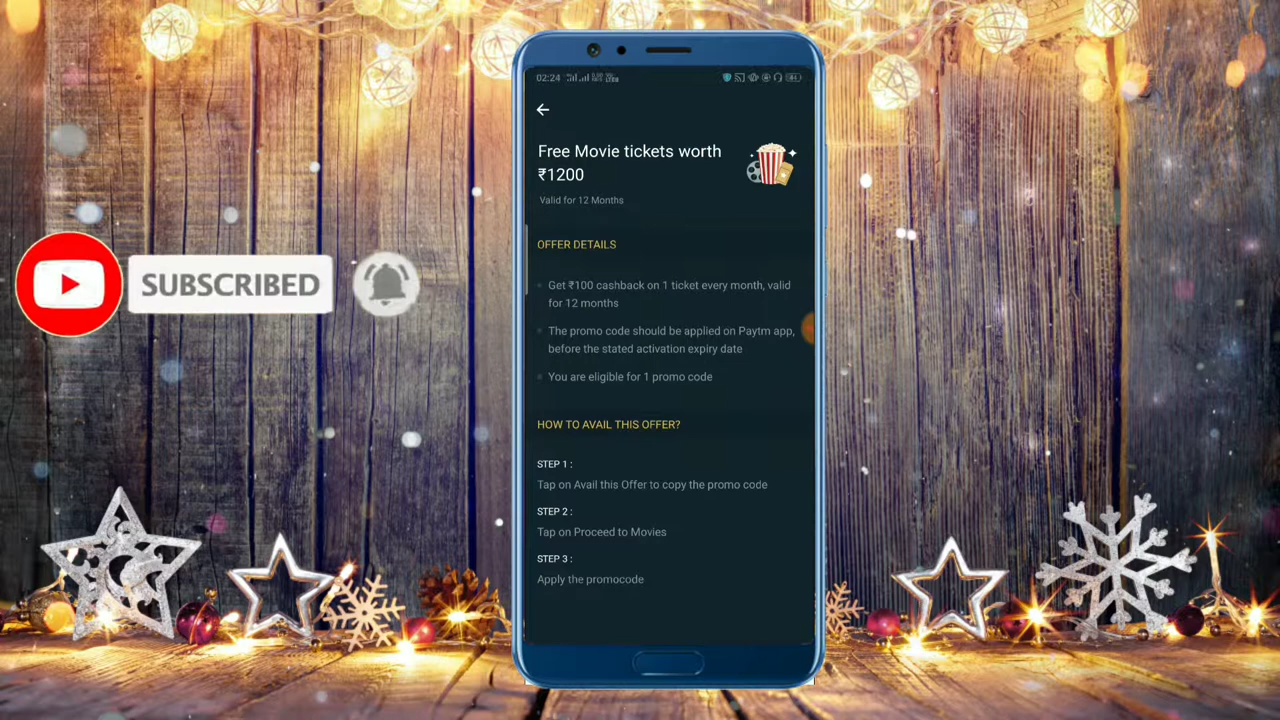 02:24
Free Movie tickets worth
₹1200
Valid for 12 Months
OFFER DETAILS
Get ₹100 cashback on 1 ticket every month, valid
for 12 months
The promo code should be applied on Paytm app,
before the stated activation expiry date
You are eligible for 1 promo code
SUBSCRIBED
HOW TO AVAIL THIS OFFER?
STEP 1 :
Tap on Avail this Offer to copy the promo code
STEP 2 :
Tap on Proceed to Movies
STEP 3 :
Apply the promocode